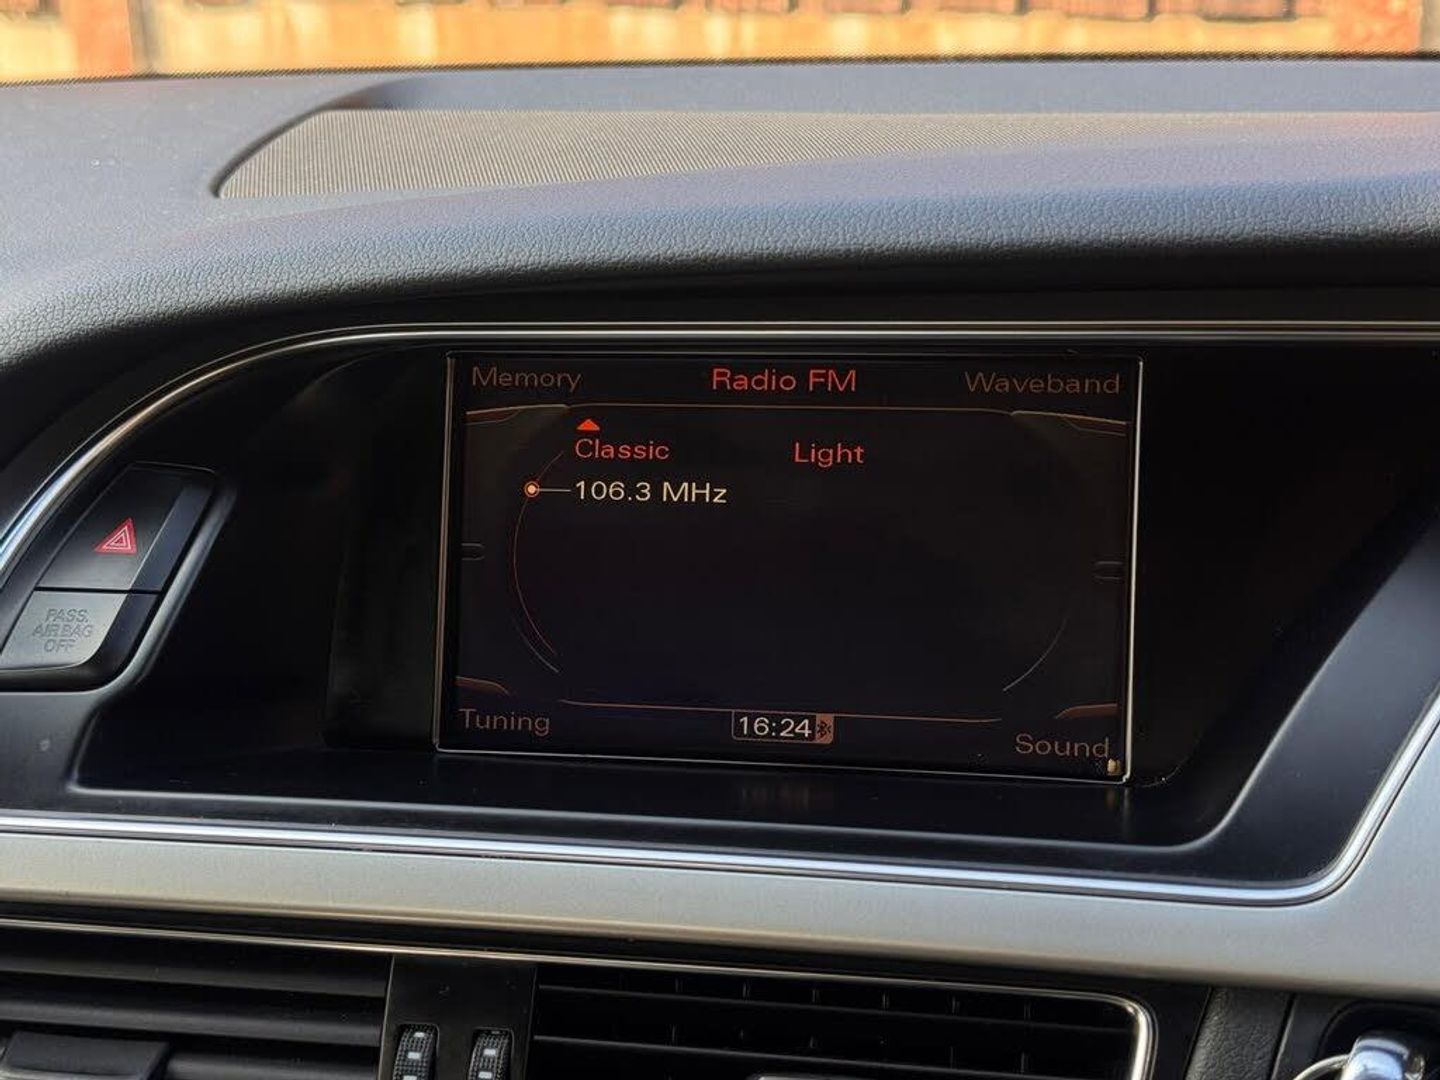 Memory Radio FM Waveband
Classic Light
106.3 MHz
PASS.
AIRBAG
OFF
Tuning 16:24 Sound